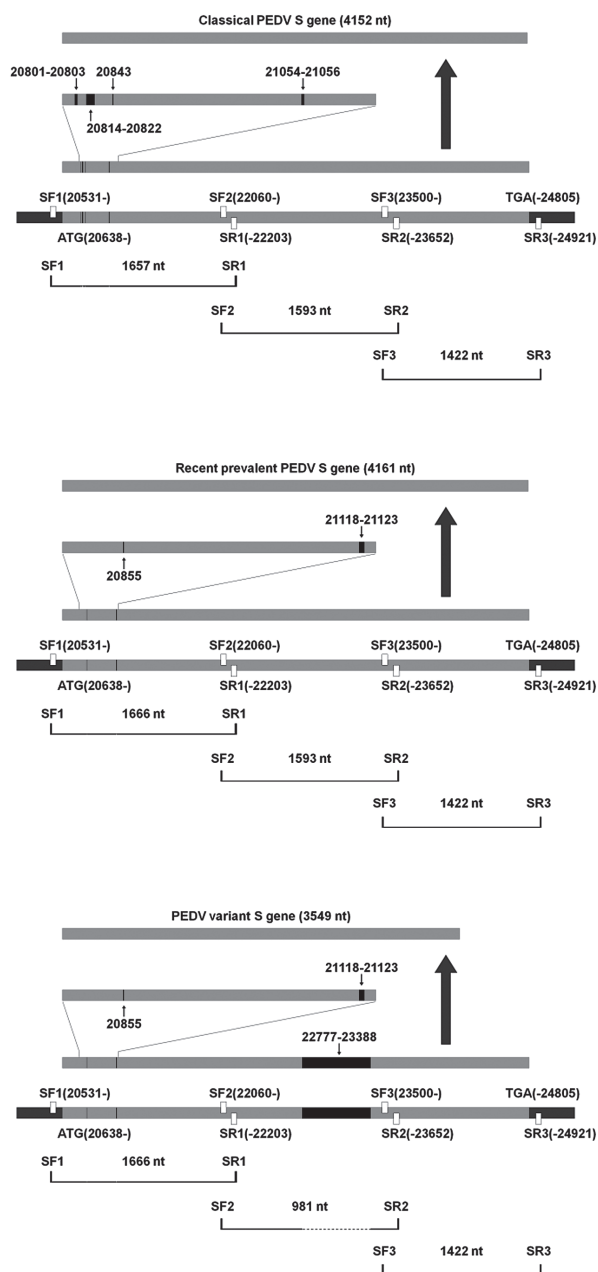 Classical PEDV S gene (4152 nt)
20801-20803 20843 21054-21056
20814-20822
SF1(20531-) SF2(22060-) SF3(23500-) TGA(-24805)
ATG(20638-) SR1(-22203) SR2(-23652) SR3(-24921)
SF1 1657 nt SR1
SF2 1593 nt SR2
SF3 1422 nt SR3
Recent prevalent PEDV S gene (4161 nt)
21118-21123
20855
SF1(20531-) SF2(22060-) SF3(23500-) TGA(-24805)
ATG(20638-) SR1(-22203) SR2(-23652) SR3(-24921)
SF1 1666 nt SR1
SF2 1593 nt SR2
SF3 1422 nt SR3
PEDV variant S gene (3549 nt)
21118-21123
20855
22777-23388
SF1(20531-) SF2(22060-) SF3(23500-) TGA(-24805)
ATG(20638-) SR1(-22203) SR2(-23652) SR3(-24921)
SF1 1666 nt SR1
SF2 981 nt SR2
SF3 1422 nt SR3